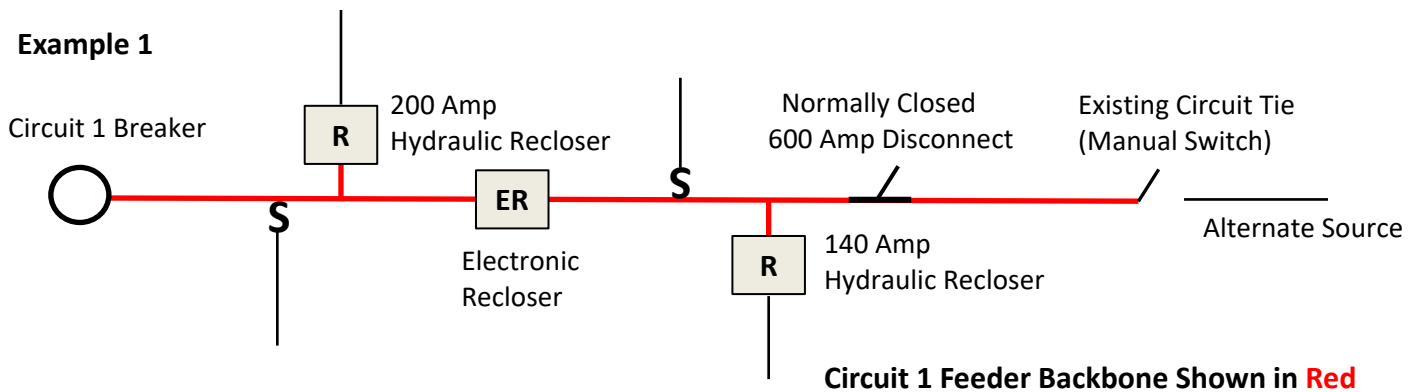 Example 1
Circuit 1 Breaker
R
200 Amp
Hydraulic Recloser
S
ER
Electronic
Recloser
S
R
140 Amp
Hydraulic Recloser
Normally Closed
600 Amp Disconnect
Existing Circuit Tie
(Manual Switch)
Alternate Source
Circuit 1 Feeder Backbone Shown in Red